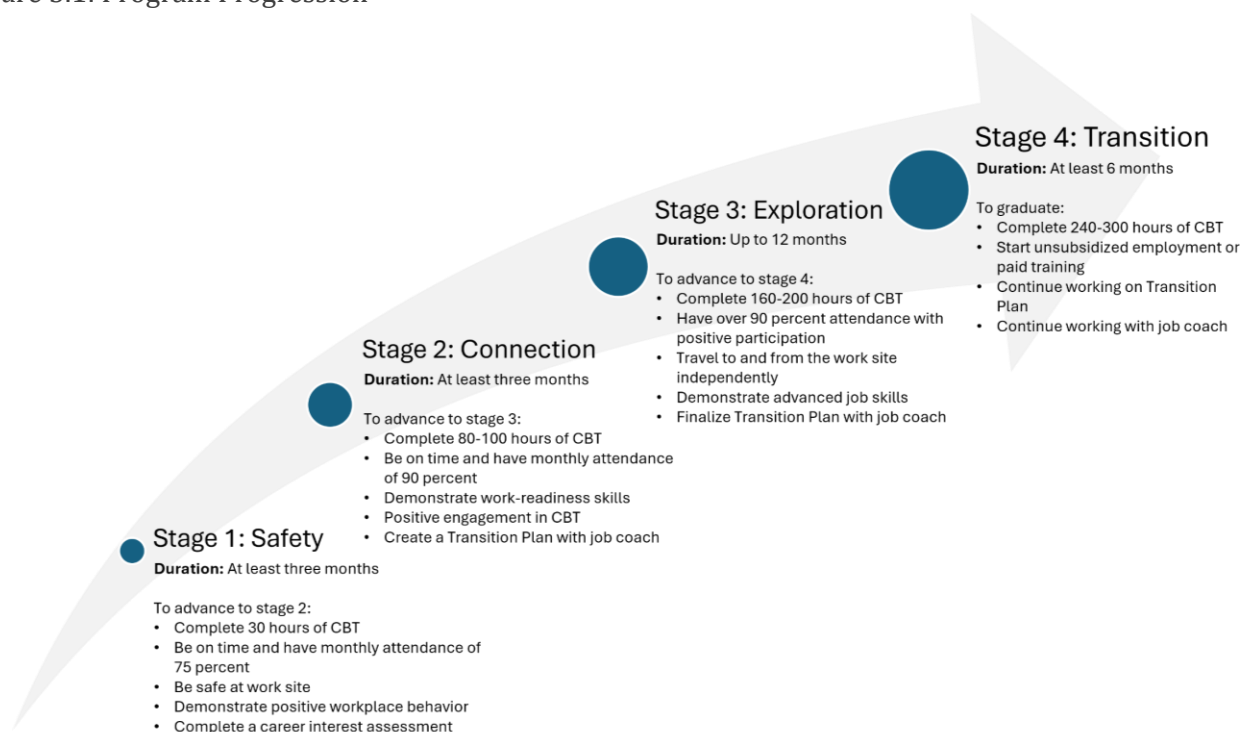 Stage 4: Transition
Duration: At least 6 months
To graduate:
• Complete 240-300 hours of CBT
• Start unsubsidized employment or
paid training
• Continue working on Transition
Plan
• Continue working with job coach
Stage 3: Exploration
Duration: Up to 12 months
To advance to stage 4:
• Complete 160-200 hours of CBT
• Have over 90 percent attendance with
positive participation
• Travel to and from the work site
independently
• Demonstrate advanced job skills
• Finalize Transition Plan with job coach
Stage 2: Connection
Duration: At least three months
To advance to stage 3:
• Complete 80-100 hours of CBT
• Be on time and have monthly attendance
of 90 percent
• Demonstrate work-readiness skills
• Positive engagement in CBT
• Create a Transition Plan with job coach
Stage 1: Safety
Duration: At least three months
To advance to stage 2:
• Complete 30 hours of CBT
• Be on time and have monthly attendance of
75 percent
• Be safe at work site
• Demonstrate positive workplace behavior
• Complete a career interest assessment